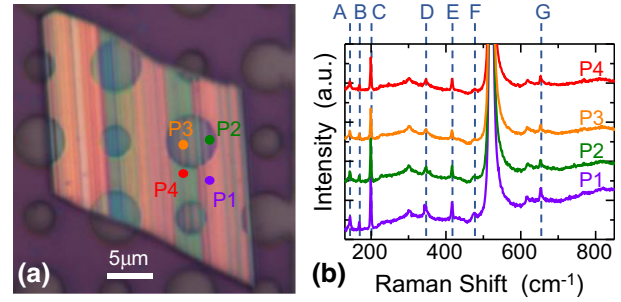 A B C D E F G
P3
P2
P4
P1
5μm
(a)
P4
P3
P2
P1
(b)
Intensity (a.u.)
200 400 600 800
Raman Shift (cm⁻¹)